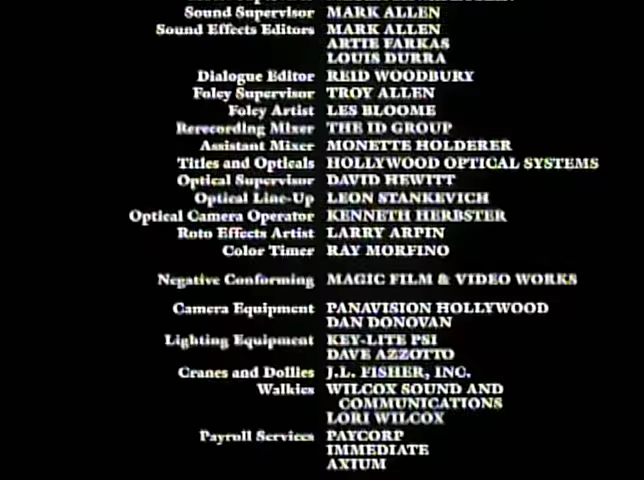 Sound Supervisor MARK ALLEN
Sound Effects Editors MARK ALLEN
ARTIE FARKAS
LOUIS DURRA
Dialogue Editor REID WOODBURY
Foley Supervisor TROY ALLEN
Foley Artist LES BLOOME
Rerecording Mixer THE ID GROUP
Assistant Mixer MONETTE HOLDERER
Titles and Opticals HOLLYWOOD OPTICAL SYSTEMS
Optical Supervisor DAVID HEWITT
Optical Line-Up LEON STANKEVICH
Optical Camera Operator KENNETH HERBSTER
Roto Effects Artist LARRY ARPIN
Color Timer RAY MORFINO
Negative Conforming MAGIC FILM & VIDEO WORKS
Camera Equipment PANAVISION HOLLYWOOD
DAN DONOVAN
Lighting Equipment KEY-LITE PSI
DAVE AZZOTTO
Cranes and Dollies J.L. FISHER, INC.
Walkies WILCOX SOUND AND
COMMUNICATIONS
LORI WILCOX
Payroll Services PAYCORP
IMMEDIATE
AXIUM